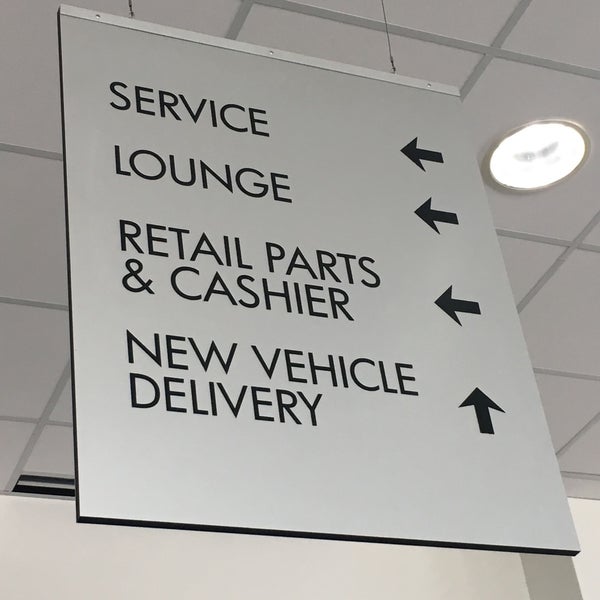 SERVICE
LOUNGE
RETAIL PARTS
& CASHIER
NEW VEHICLE
DELIVERY